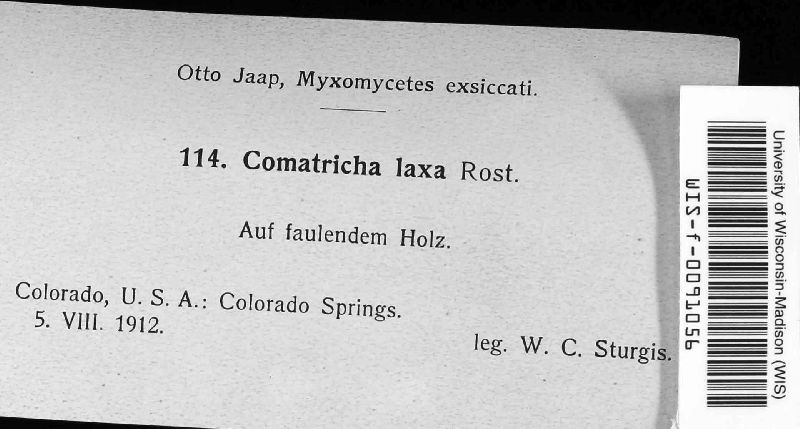 Otto Jaap, Myxomycetes exsiccati.
114. Comatricha laxa Rost.
Auf faulendem Holz.
Colorado, U. S. A.: Colorado Springs.
5. VIII. 1912.
leg. W. C. Sturgis.
University of Wisconsin-Madison (WIS)
WIS-f-0091056